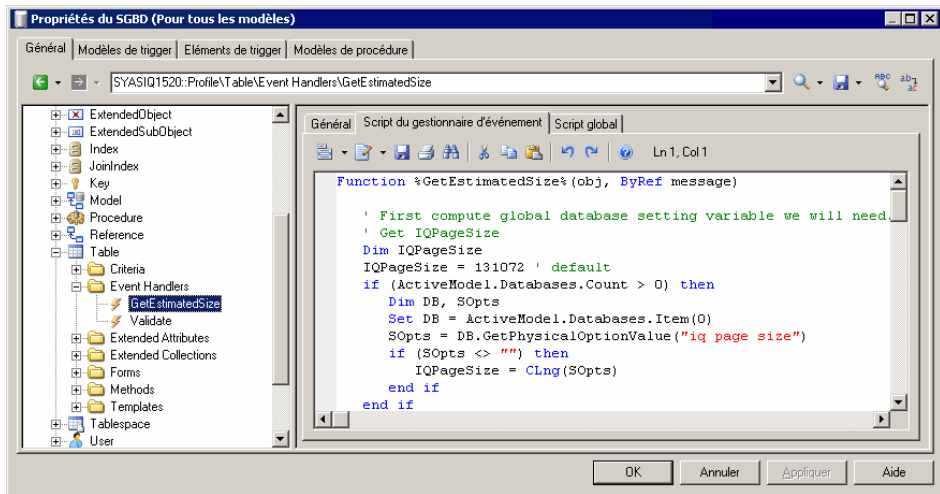 Propriétés du SGBD (Pour tous les modèles)
Général Modèles de trigger Eléments de trigger Modèles de procédure
SYASIQ1520::Profile\Table\Event Handlers\GetEstimatedSize
ExtendedObject
ExtendedSubObject
Index
JoinIndex
Key
Model
Procedure
Reference
Table
Criteria
Event Handlers
GetEstimatedSize
Validate
Extended Attributes
Extended Collections
Forms
Methods
Templates
Tablespace
User
Général Script du gestionnaire d'événement Script global
Ln 1, Col 1
Function %GetEstimatedSize%(obj, ByRef message)
' First compute global database setting variable we will need.
' Get IQPageSize
Dim IQPageSize
IQPageSize = 131072 ' default
if (ActiveModel.Databases.Count > 0) then
Dim DB, SOpts
Set DB = ActiveModel.Databases.Item(0)
SOpts = DB.GetPhysicalOptionValue("iq page size")
if (SOpts <> "") then
IQPageSize = CLng(SOpts)
end if
end if
OK Annuler Appliquer Aide